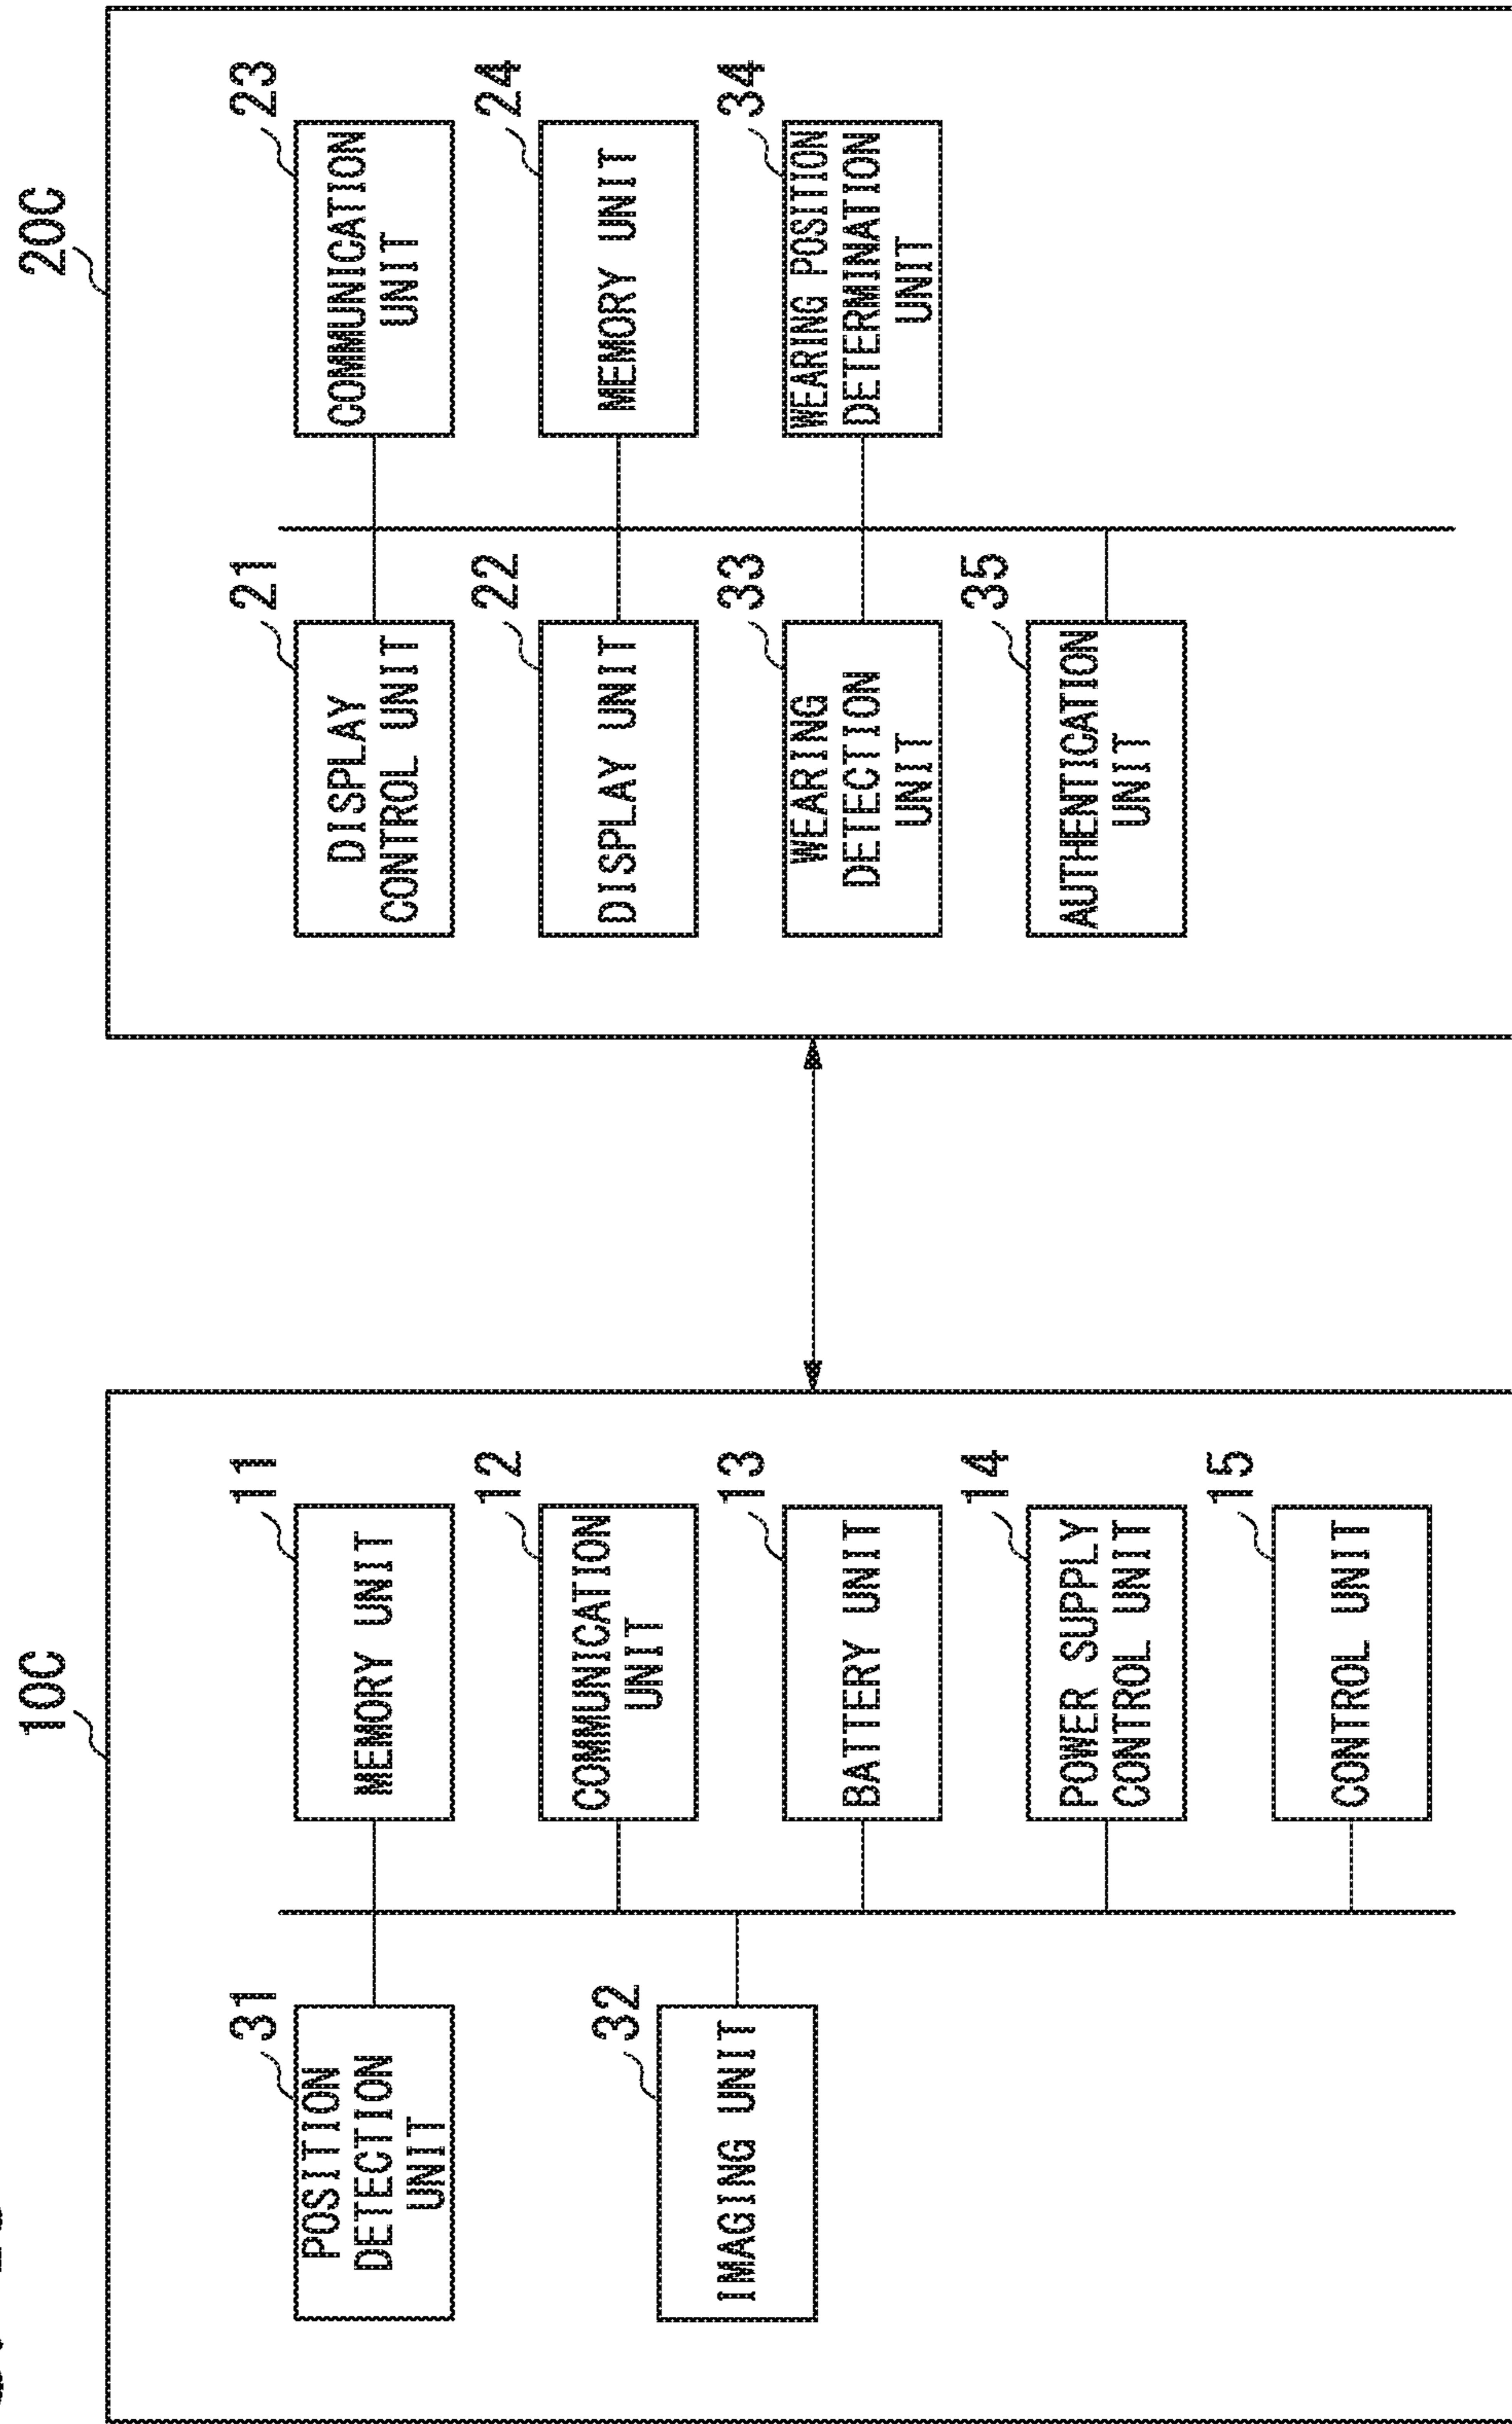 10C
31
POSITION
DETECTION
UNIT
32
IMAGING UNIT
11
MEMORY UNIT
12
COMMUNICATION
UNIT
13
BATTERY UNIT
14
POWER SUPPLY
CONTROL UNIT
15
CONTROL UNIT
20C
21
DISPLAY
CONTROL UNIT
22
DISPLAY UNIT
33
WEARING
DETECTION
UNIT
35
AUTHENTICATION
UNIT
23
COMMUNICATION
UNIT
24
MEMORY UNIT
34
WEARING POSITION
DETERMINATION
UNIT